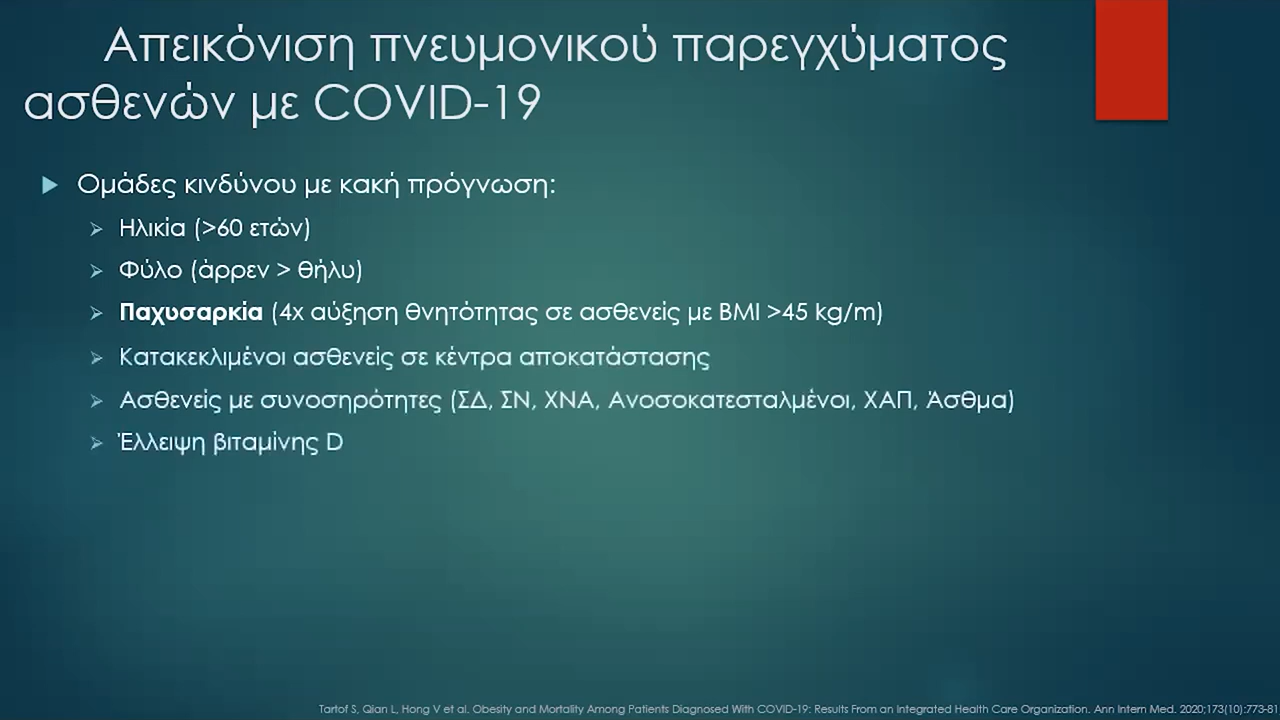 Απεικόνιση πνευμονικού παρεγχύματος
ασθενών με COVID-19
Ομάδες κινδύνου με κακή πρόγνωση:
Ηλικία (>60 ετών)
Φύλο (άρρεν > θήλυ)
Παχυσαρκία (4x αύξηση θνητότητας σε ασθενείς με BMI >45 kg/m)
Κατακεκλιμένοι ασθενείς σε κέντρα αποκατάστασης
Ασθενείς με συνοσηρότητες (ΣΔ, ΣΝ, ΧΝΑ, Ανοσοκατεσταλμένοι, ΧΑΠ, Άσθμα)
Έλλειψη βιταμίνης D
Tartof S, Qian L, Hong V et al. Obesity and Mortality Among Patients Diagnosed With COVID-19: Results From an Integrated Health Care Organization. Ann Intern Med. 2020;173(10):773-81